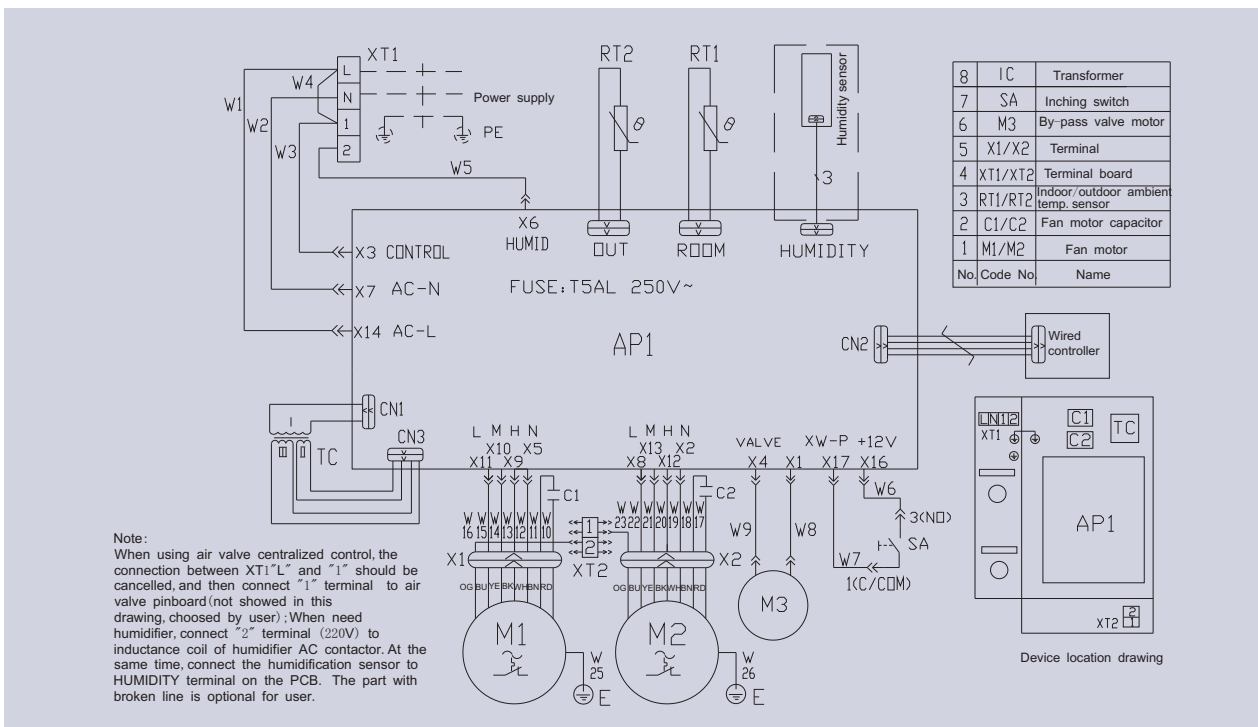 XT1
L
N
1
2
Power supply
PE
W1
W2
W3
W4
W5
RT2
RT1
θ
θ
Humidity sensor
3
X6
HUMID
OUT
ROOM
HUMIDITY
X3 CONTROL
X7 AC-N
X14 AC-L
FUSE:T5AL 250V~
AP1
CN2
Wired
controller
8 IC Transformer
7 SA Inching switch
6 M3 By-pass valve motor
5 X1/X2 Terminal
4 XT1/XT2 Terminal board
3 RT1/RT2 Indoor/outdoor ambient
temp. sensor
2 C1/C2 Fan motor capacitor
1 M1/M2 Fan motor
No. Code No. Name
CN1
CN3
I
II
III
TC
L M H N
X10 X5
X11 X9
L M H N
X13 X2
X8 X12
VALVE XW-P +12V
X4 X1 X17 X16
C1
C2
W W W W W W W
16 15 14 13 12 11 10
W W W W W W W
23 22 21 20 19 18 17
1
2
XT2
X1
X2
OG BU YE BK WH BN RD
OG BU YE BK WH BN RD
M1
M2
M3
W
25
E
W
26
E
W9
W8
W6
3(NO)
SA
W7
1(C/COM)
LN12
XT1
C1
C2
TC
AP1
XT2
2
1
Device location drawing
Note:
When using air valve centralized control, the
connection between XT1"L" and "1" should be
cancelled, and then connect "1" terminal to air
valve pinboard(not showed in this
drawing, choosed by user); When need
humidifier, connect "2" terminal (220V) to
inductance coil of humidifier AC contactor. At the
same time, connect the humidification sensor to
HUMIDITY terminal on the PCB. The part with
broken line is optional for user.